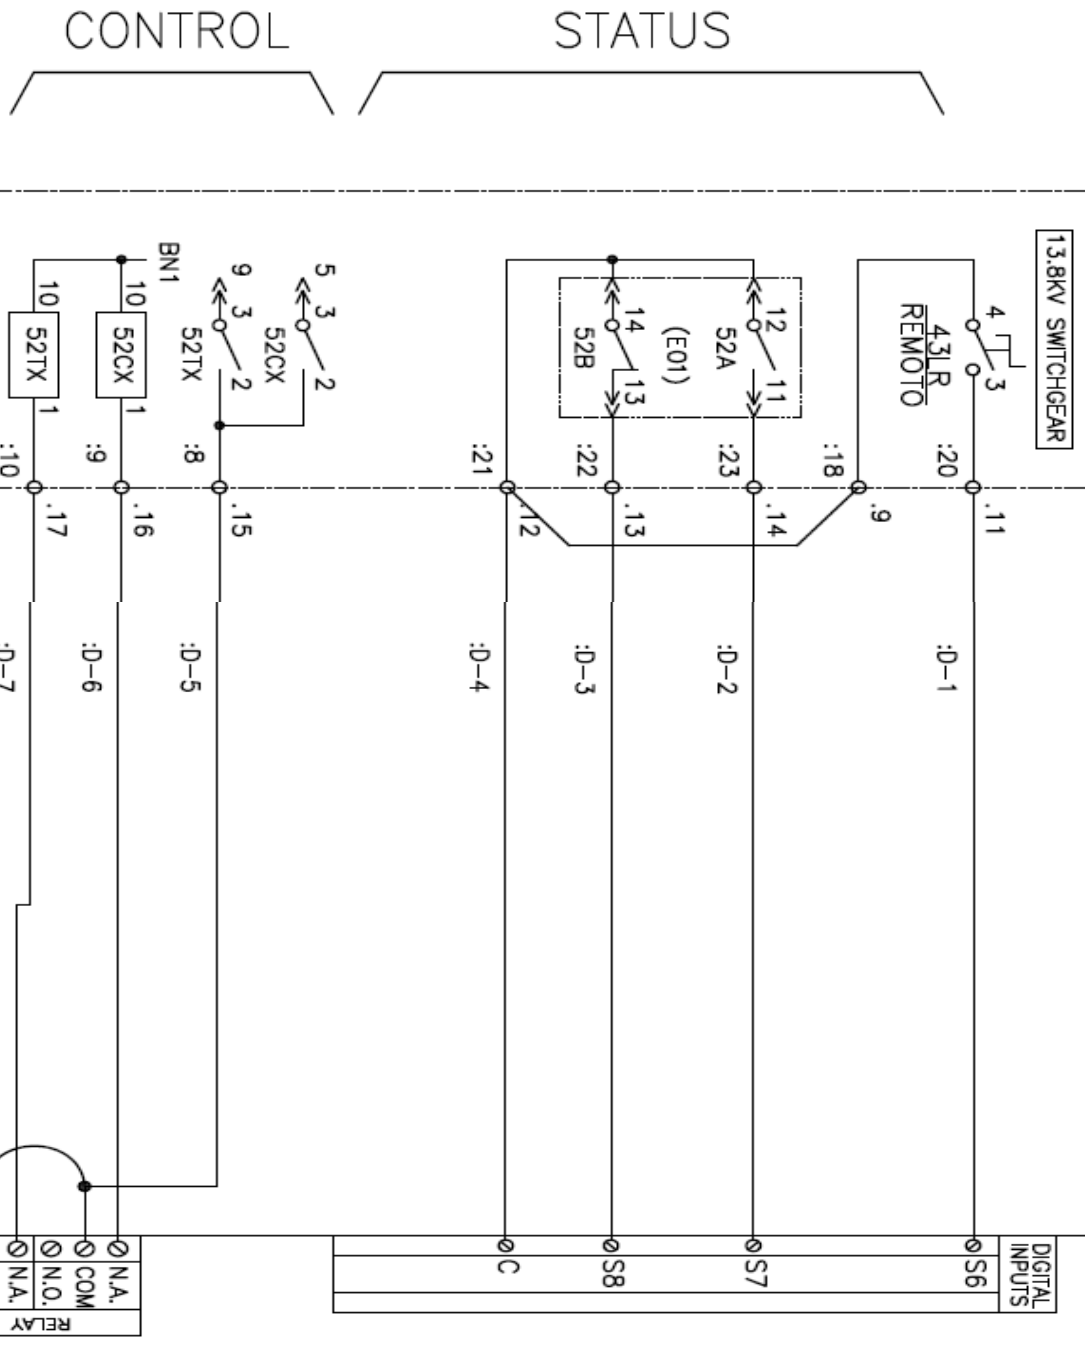 CONTROL
STATUS
13.8KV SWITCHGEAR
4
3
43LR
REMOTO
12
11
52A
(E01)
14
13
52B
5
3
2
52CX
9
3
2
52TX
BN1
10
52CX
1
10
52TX
1
:20
:18
:23
:22
:21
:8
:9
:10
.11
.9
.14
.13
.12
.15
.16
.17
:D-1
:D-2
:D-3
:D-4
:D-5
:D-6
:D-7
DIGITAL
INPUTS
S6
S7
S8
C
N.A.
COM
N.O.
N.A.
RELAY